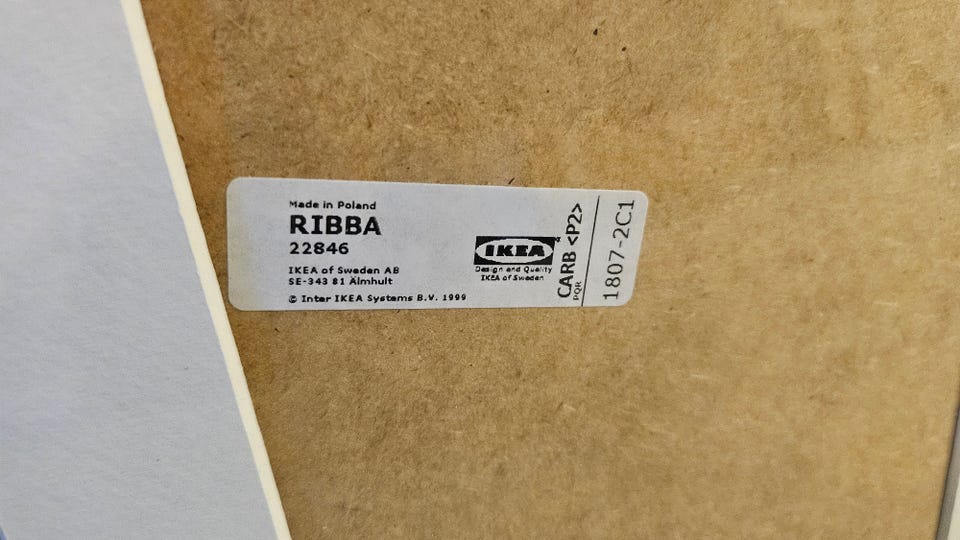 Made in Poland
RIBBA
22846
IKEA of Sweden AB
SE-343 81 Älmhult
© Inter IKEA Systems B.V. 1999
IKEA®
Design and Quality
IKEA of Sweden
CARB <P2>
PQR
1807-2C1